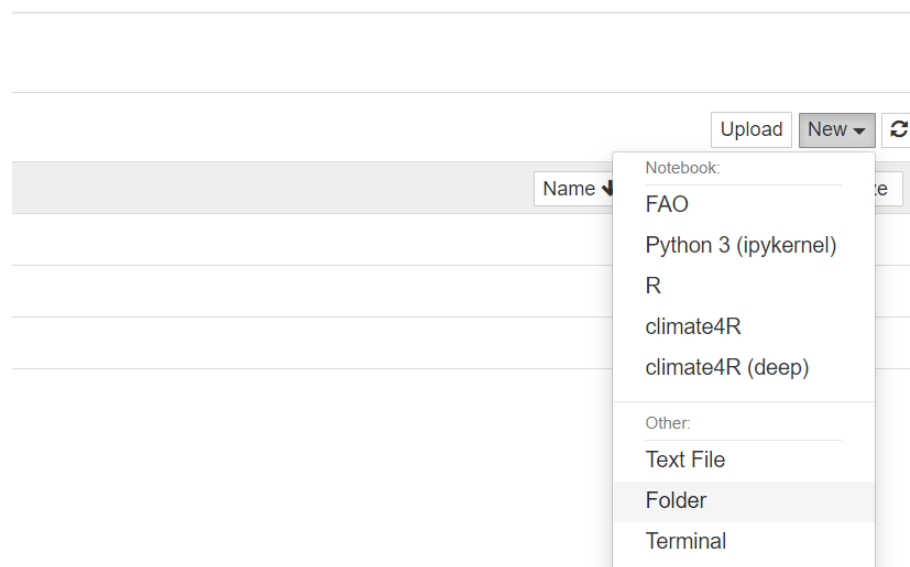 Upload New
Name
Notebook:
FAO
Python 3 (ipykernel)
R
climate4R
climate4R (deep)
Other:
Text File
Folder
Terminal